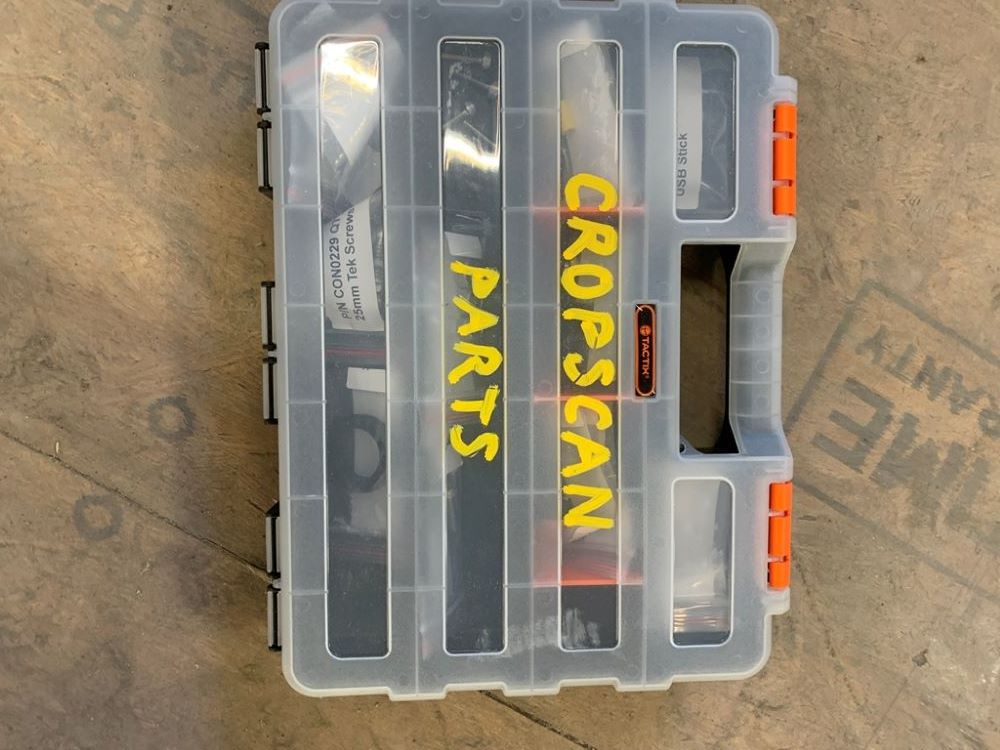 CROPSCAN
PARTS
TACTIX
USB Stick
P/N CON0229
25mm Tek Screws